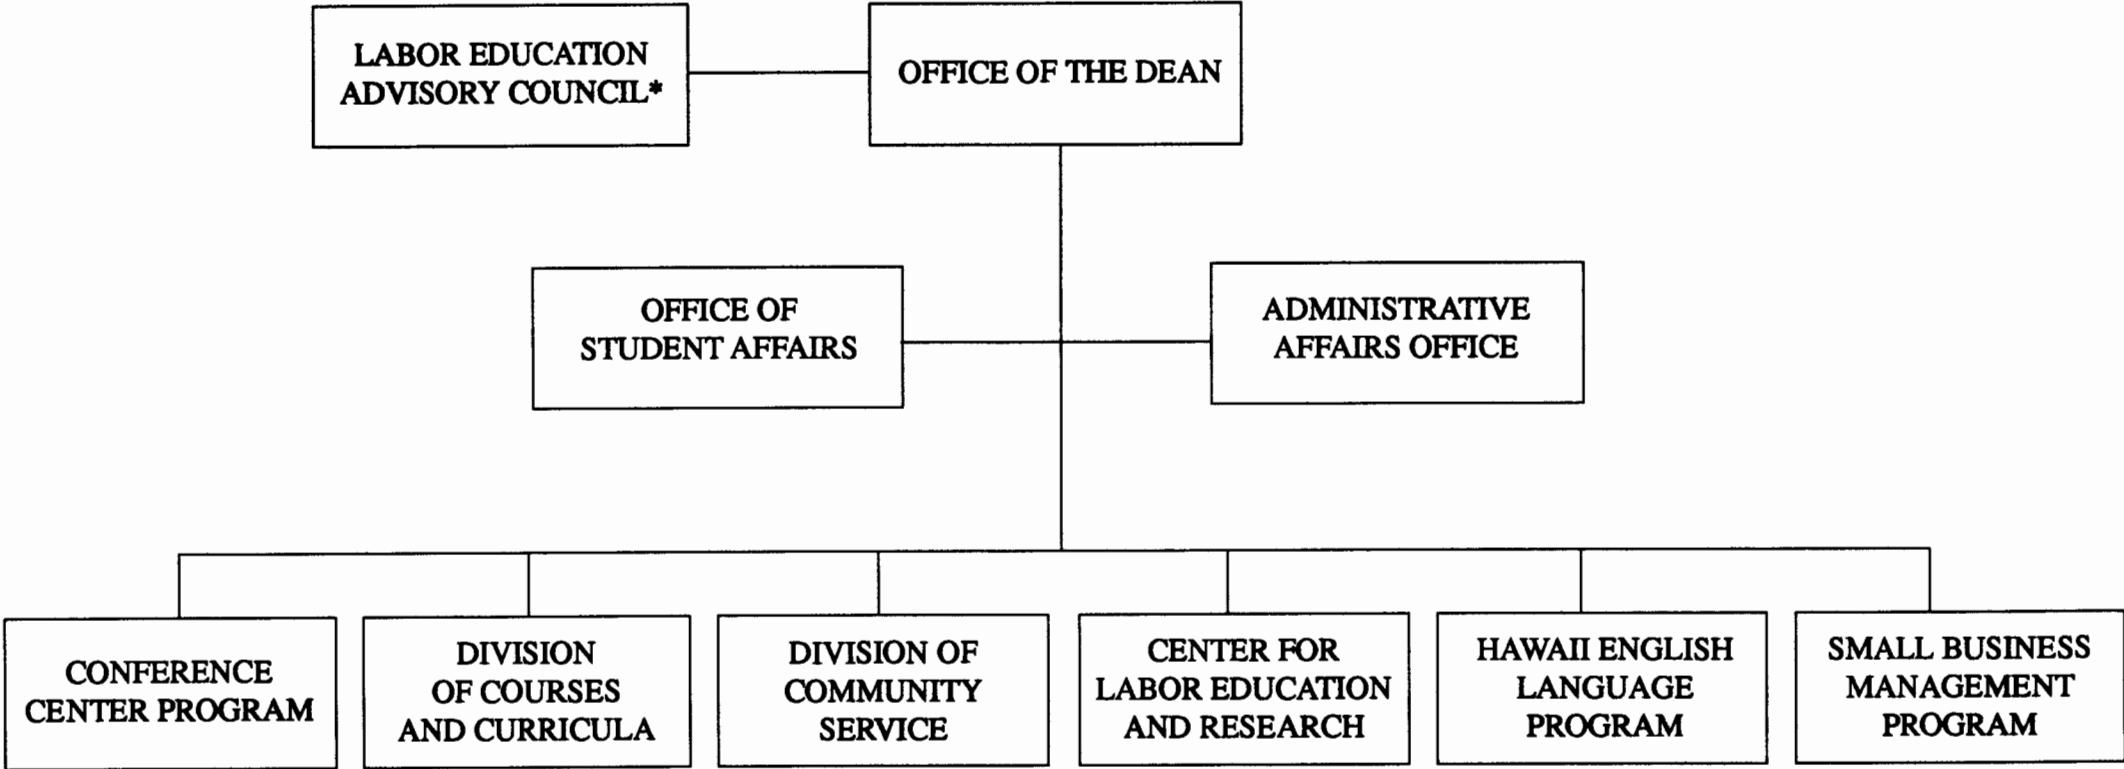 LABOR EDUCATION
ADVISORY COUNCIL*
OFFICE OF THE DEAN
OFFICE OF
STUDENT AFFAIRS
ADMINISTRATIVE
AFFAIRS OFFICE
CONFERENCE
CENTER PROGRAM
DIVISION
OF COURSES
AND CURRICULA
DIVISION OF
COMMUNITY
SERVICE
CENTER FOR
LABOR EDUCATION
AND RESEARCH
HAWAII ENGLISH
LANGUAGE
PROGRAM
SMALL BUSINESS
MANAGEMENT
PROGRAM